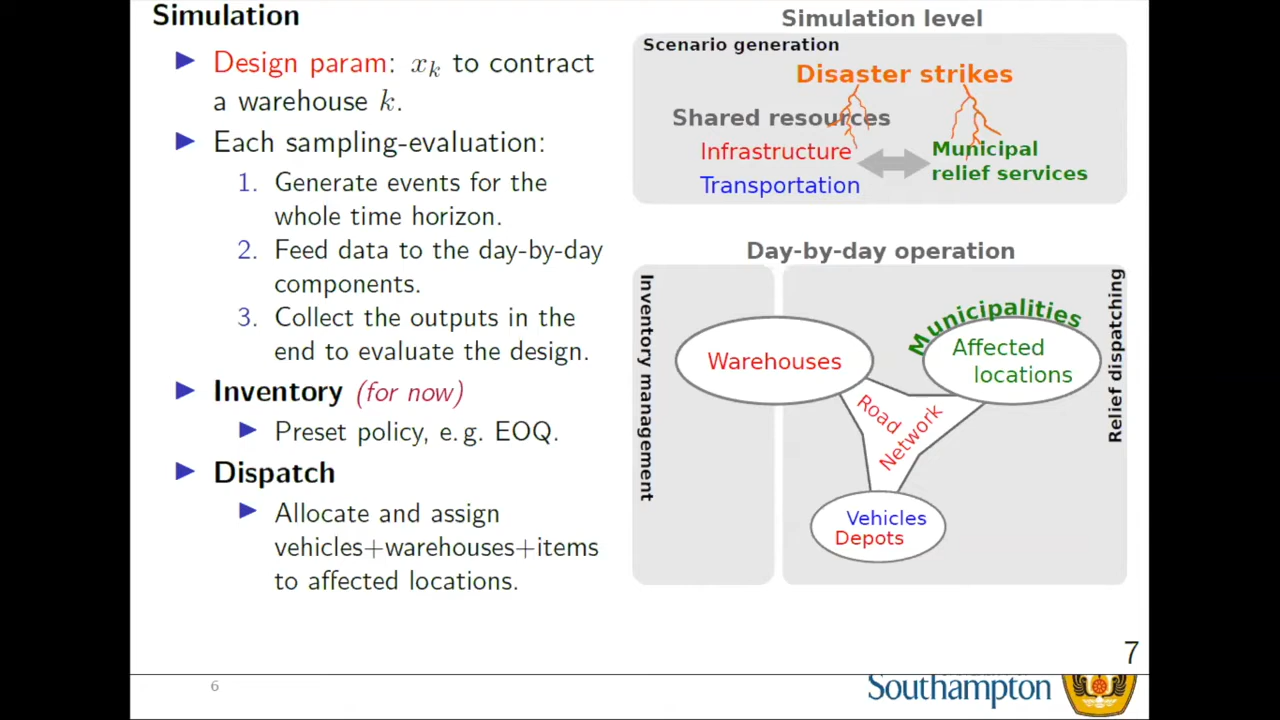 Simulation
Design param: x_k to contract
a warehouse k.
Each sampling-evaluation:
1. Generate events for the
whole time horizon.
2. Feed data to the day-by-day
components.
3. Collect the outputs in the
end to evaluate the design.
Inventory (for now)
Preset policy, e. g. EOQ.
Dispatch
Allocate and assign
vehicles+warehouses+items
to affected locations.
Simulation level
Scenario generation
Disaster strikes
Shared resources
Infrastructure
Transportation
Municipal
relief services
Day-by-day operation
Inventory management
Warehouses
Municipalities
Affected
locations
Road
Network
Vehicles
Depots
Relief dispatching
7
6
Southampton